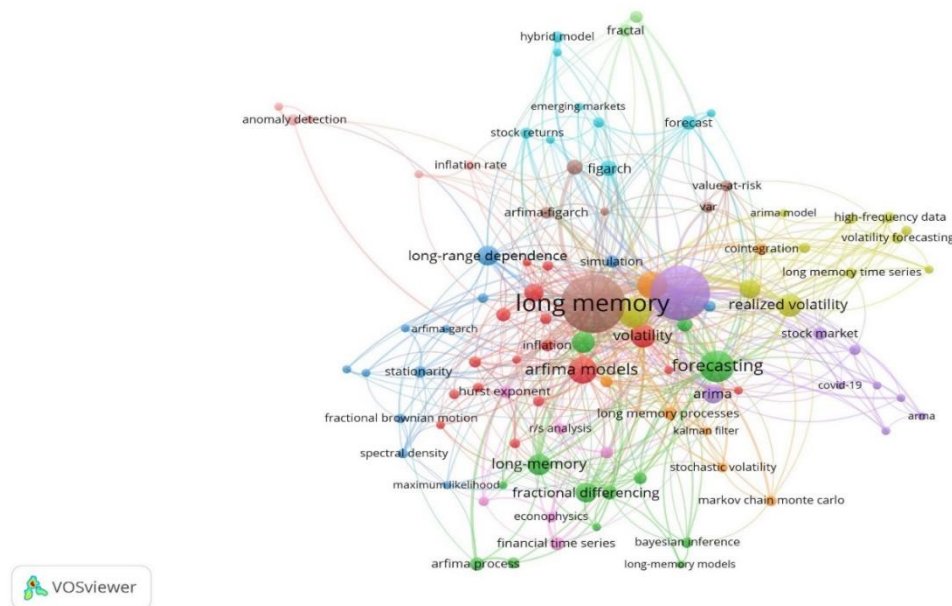 fractal
hybrid model
emerging markets
anomaly detection
forecast
stock returns
inflation rate
figarch
value-at-risk
var
arfima-figarch
arima model
high-frequency data
volatility forecasting
cointegration
long-range dependence
simulation
long memory time series
long memory
realized volatility
arfima-garch
volatility
stock market
inflation
stationarity
arfima models
forecasting
covid-19
hurst exponent
arima
fractional brownian motion
long memory processes
arma
r/s analysis
kalman filter
spectral density
long-memory
stochastic volatility
maximum likelihood
fractional differencing
markov chain monte carlo
econophysics
financial time series
bayesian inference
arfima process
long-memory models
VOSviewer